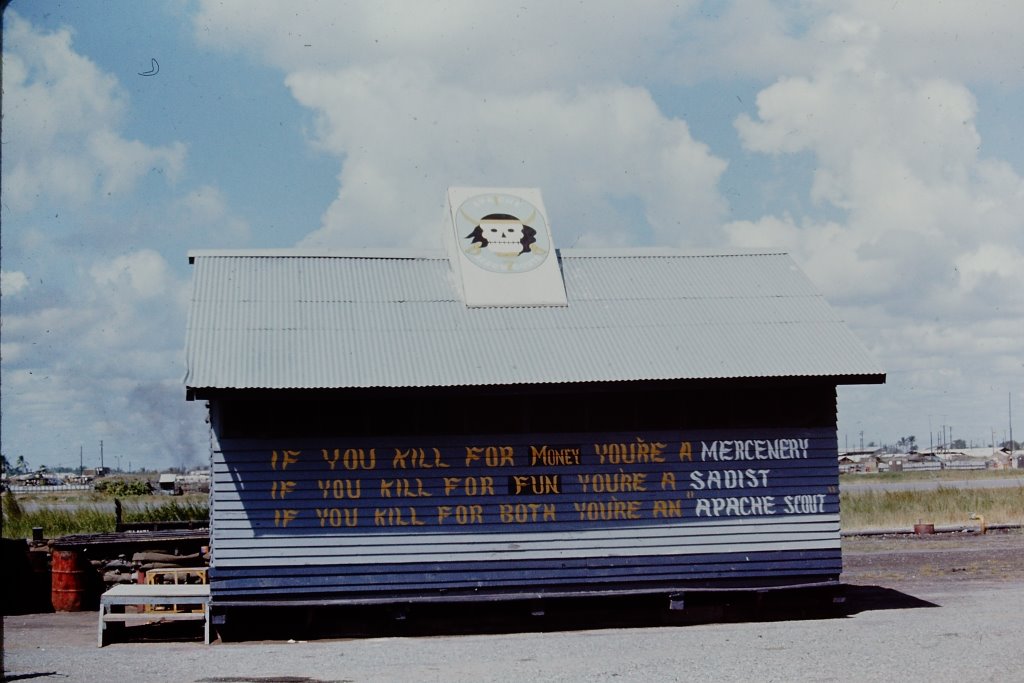 IF YOU KILL FOR MONEY YOU'RE A MERCENERY
IF YOU KILL FOR FUN YOU'RE A SADIST
IF YOU KILL FOR BOTH YOU'RE AN "APACHE SCOUT"